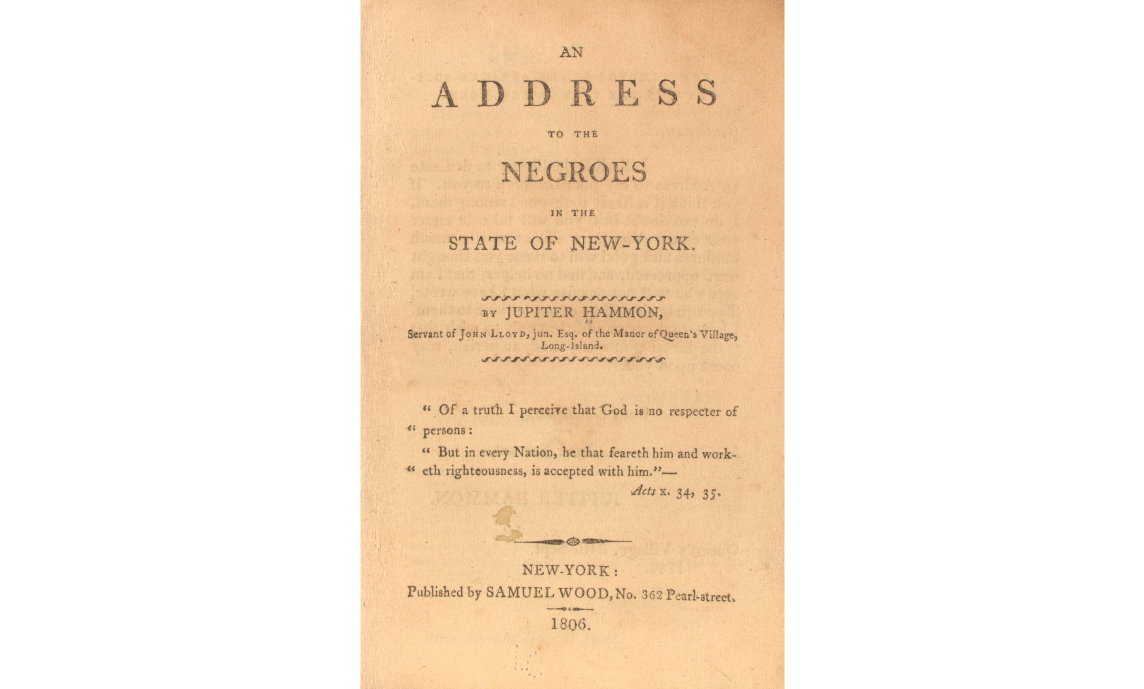 AN
ADDRESS
TO THE
NEGROES
IN THE
STATE OF NEW-YORK.
BY JUPITER HAMMON,
Servant of JOHN LLOYD, jun. Esq. of the Manor of Queen's Village,
Long-Island.
“ Of a truth I perceive that God is no respecter of
“ persons :
“ But in every Nation, he that feareth him and work-
“ eth righteousness, is accepted with him.”—
Acts x. 34, 35.
NEW-YORK :
Published by SAMUEL WOOD, No. 362 Pearl-street.
1806.